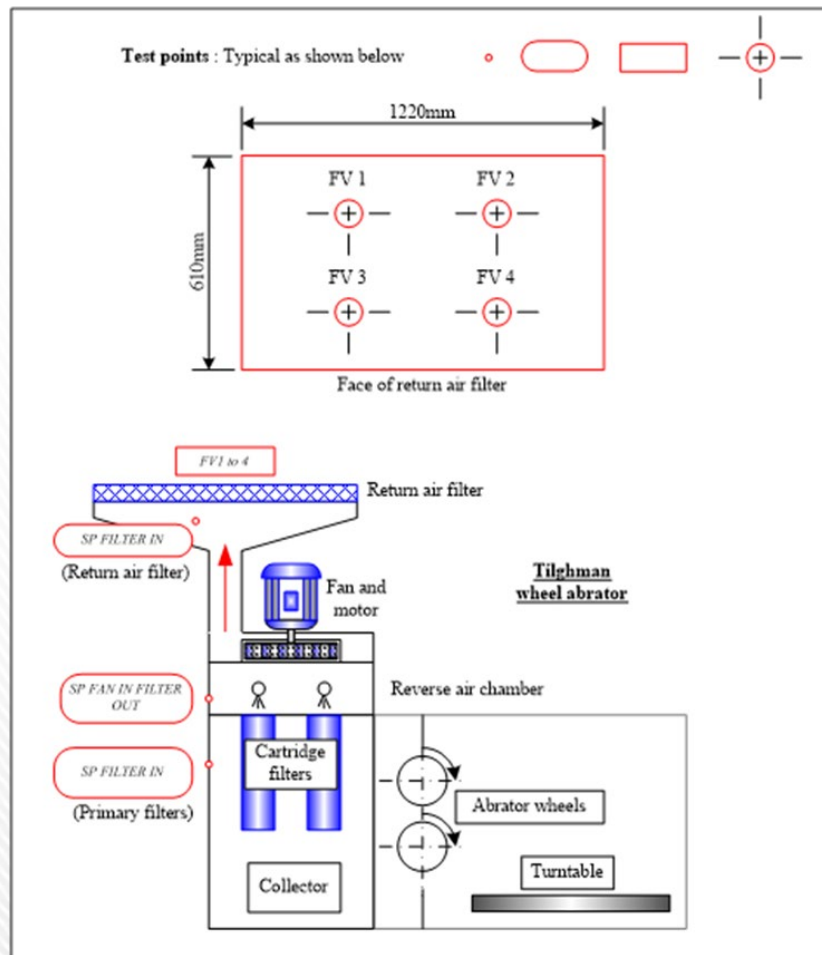 Test points : Typical as shown below
1220mm
610mm
FV 1
FV 2
FV 3
FV 4
Face of return air filter
FV1 to 4
Return air filter
SP FILTER IN
(Return air filter)
Fan and
motor
Tilghman
wheel abrator
SP FAN IN FILTER
OUT
Reverse air chamber
Cartridge
filters
SP FILTER IN
(Primary filters)
Abrator wheels
Collector
Turntable